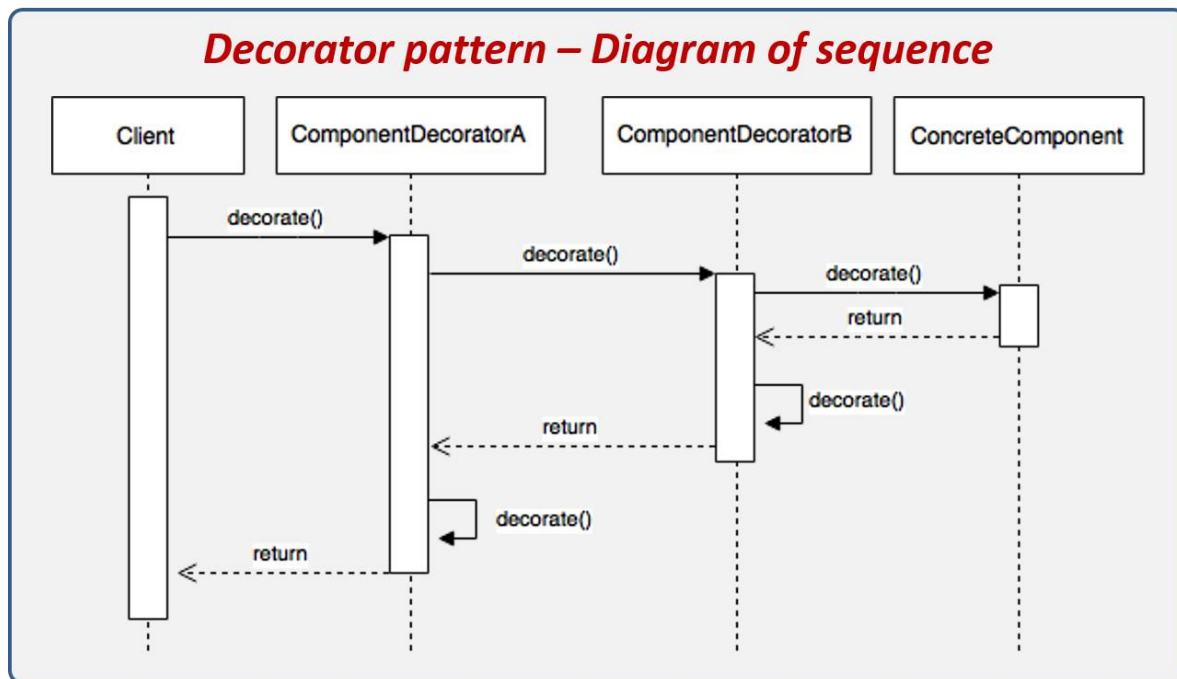 Decorator pattern – Diagram of sequence
Client
ComponentDecoratorA
ComponentDecoratorB
ConcreteComponent
decorate()
decorate()
decorate()
return
decorate()
return
decorate()
return